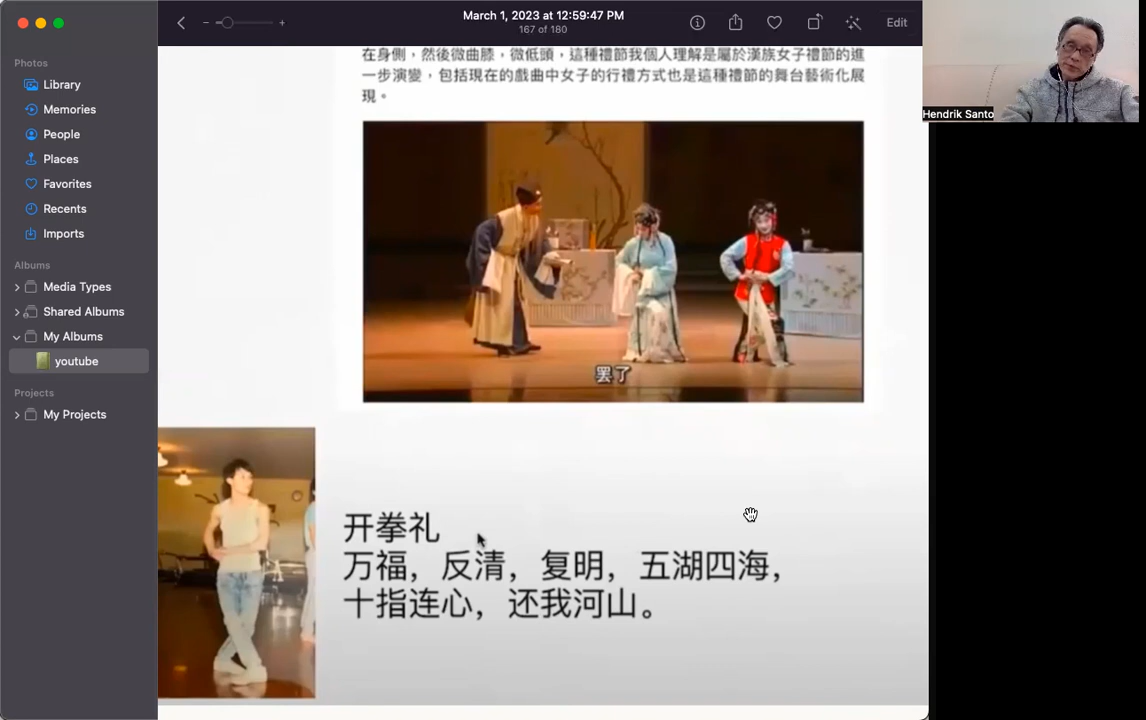 March 1, 2023 at 12:59:47 PM
167 of 180
Edit
Photos
Library
Memories
People
Places
Favorites
Recents
Imports
Albums
Media Types
Shared Albums
My Albums
youtube
Projects
My Projects
在身側，然後微曲膝，微低頭，這種禮節我個人理解是屬於漢族女子禮節的進
一步演變，包括現在的戲曲中女子的行禮方式也是這種禮節的舞台藝術化展
現。
罢了
开拳礼
万福，反清，复明，五湖四海，
十指连心，还我河山。
Hendrik Santo